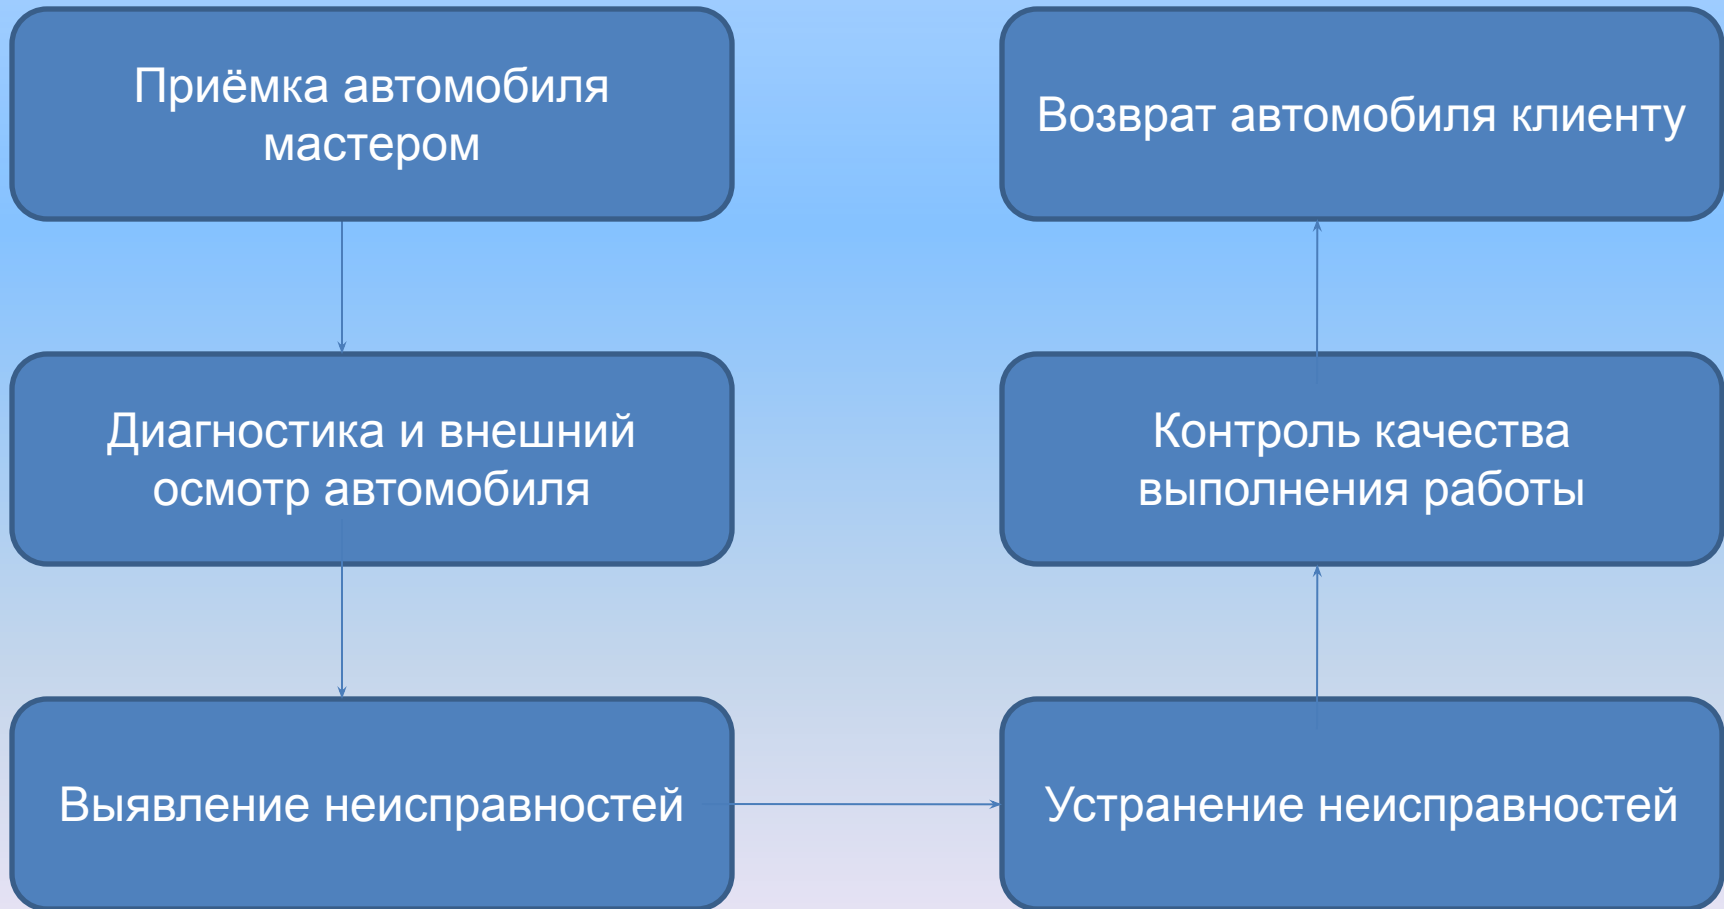 Приёмка автомобиля
мастером
Диагностика и внешний
осмотр автомобиля
Выявление неисправностей
Устранение неисправностей
Контроль качества
выполнения работы
Возврат автомобиля клиенту